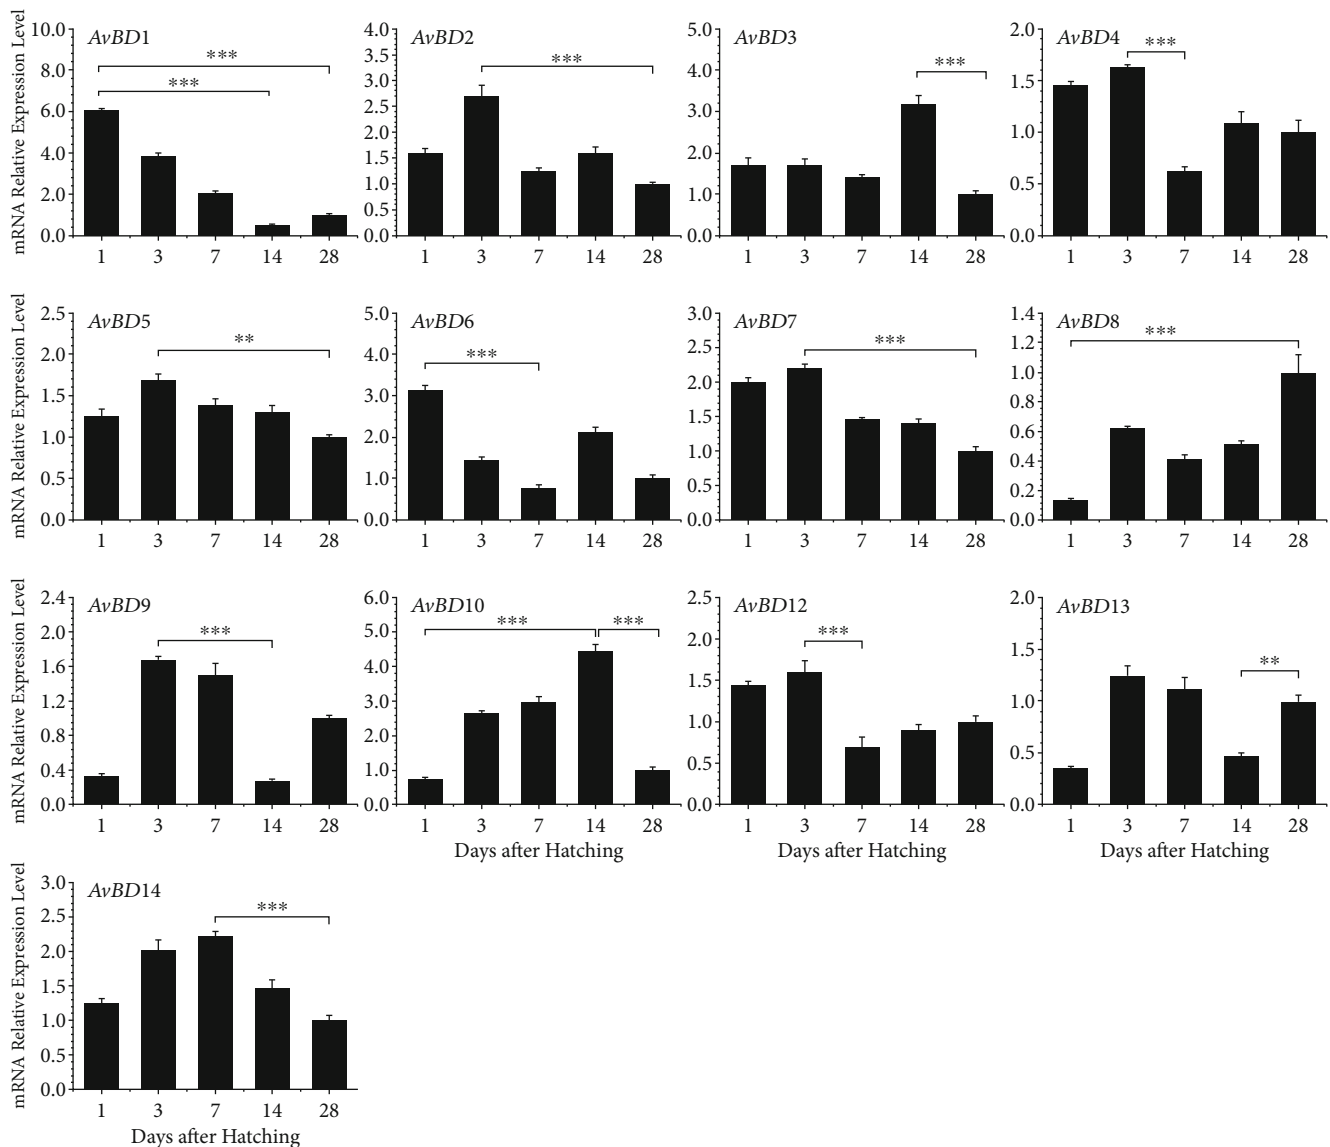 mRNA Relative Expression Level
AvBD1
10.0
8.0
6.0
4.0
2.0
0.0
***
***
1 3 7 14 28
AvBD2
4.0
3.5
3.0
2.5
2.0
1.5
1.0
0.5
0.0
***
1 3 7 14 28
AvBD3
5.0
4.0
3.0
2.0
1.0
0.0
***
1 3 7 14 28
AvBD4
2.0
1.5
1.0
0.5
0.0
***
1 3 7 14 28
mRNA Relative Expression Level
AvBD5
2.5
2.0
1.5
1.0
0.5
0.0
**
1 3 7 14 28
AvBD6
5.0
4.0
3.0
2.0
1.0
0.0
***
1 3 7 14 28
AvBD7
3.0
2.5
2.0
1.5
1.0
0.5
0.0
***
1 3 7 14 28
AvBD8
1.4
1.2
1.0
0.8
0.6
0.4
0.2
0.0
***
1 3 7 14 28
mRNA Relative Expression Level
AvBD9
2.4
2.0
1.6
1.2
0.8
0.4
0.0
***
1 3 7 14 28
AvBD10
6.0
5.0
4.0
3.0
2.0
1.0
0.0
*** ***
1 3 7 14 28
Days after Hatching
AvBD12
2.5
2.0
1.5
1.0
0.5
0.0
***
1 3 7 14 28
Days after Hatching
AvBD13
2.0
1.5
1.0
0.5
0.0
**
1 3 7 14 28
Days after Hatching
mRNA Relative Expression Level
AvBD14
3.0
2.5
2.0
1.5
1.0
0.5
0.0
***
1 3 7 14 28
Days after Hatching